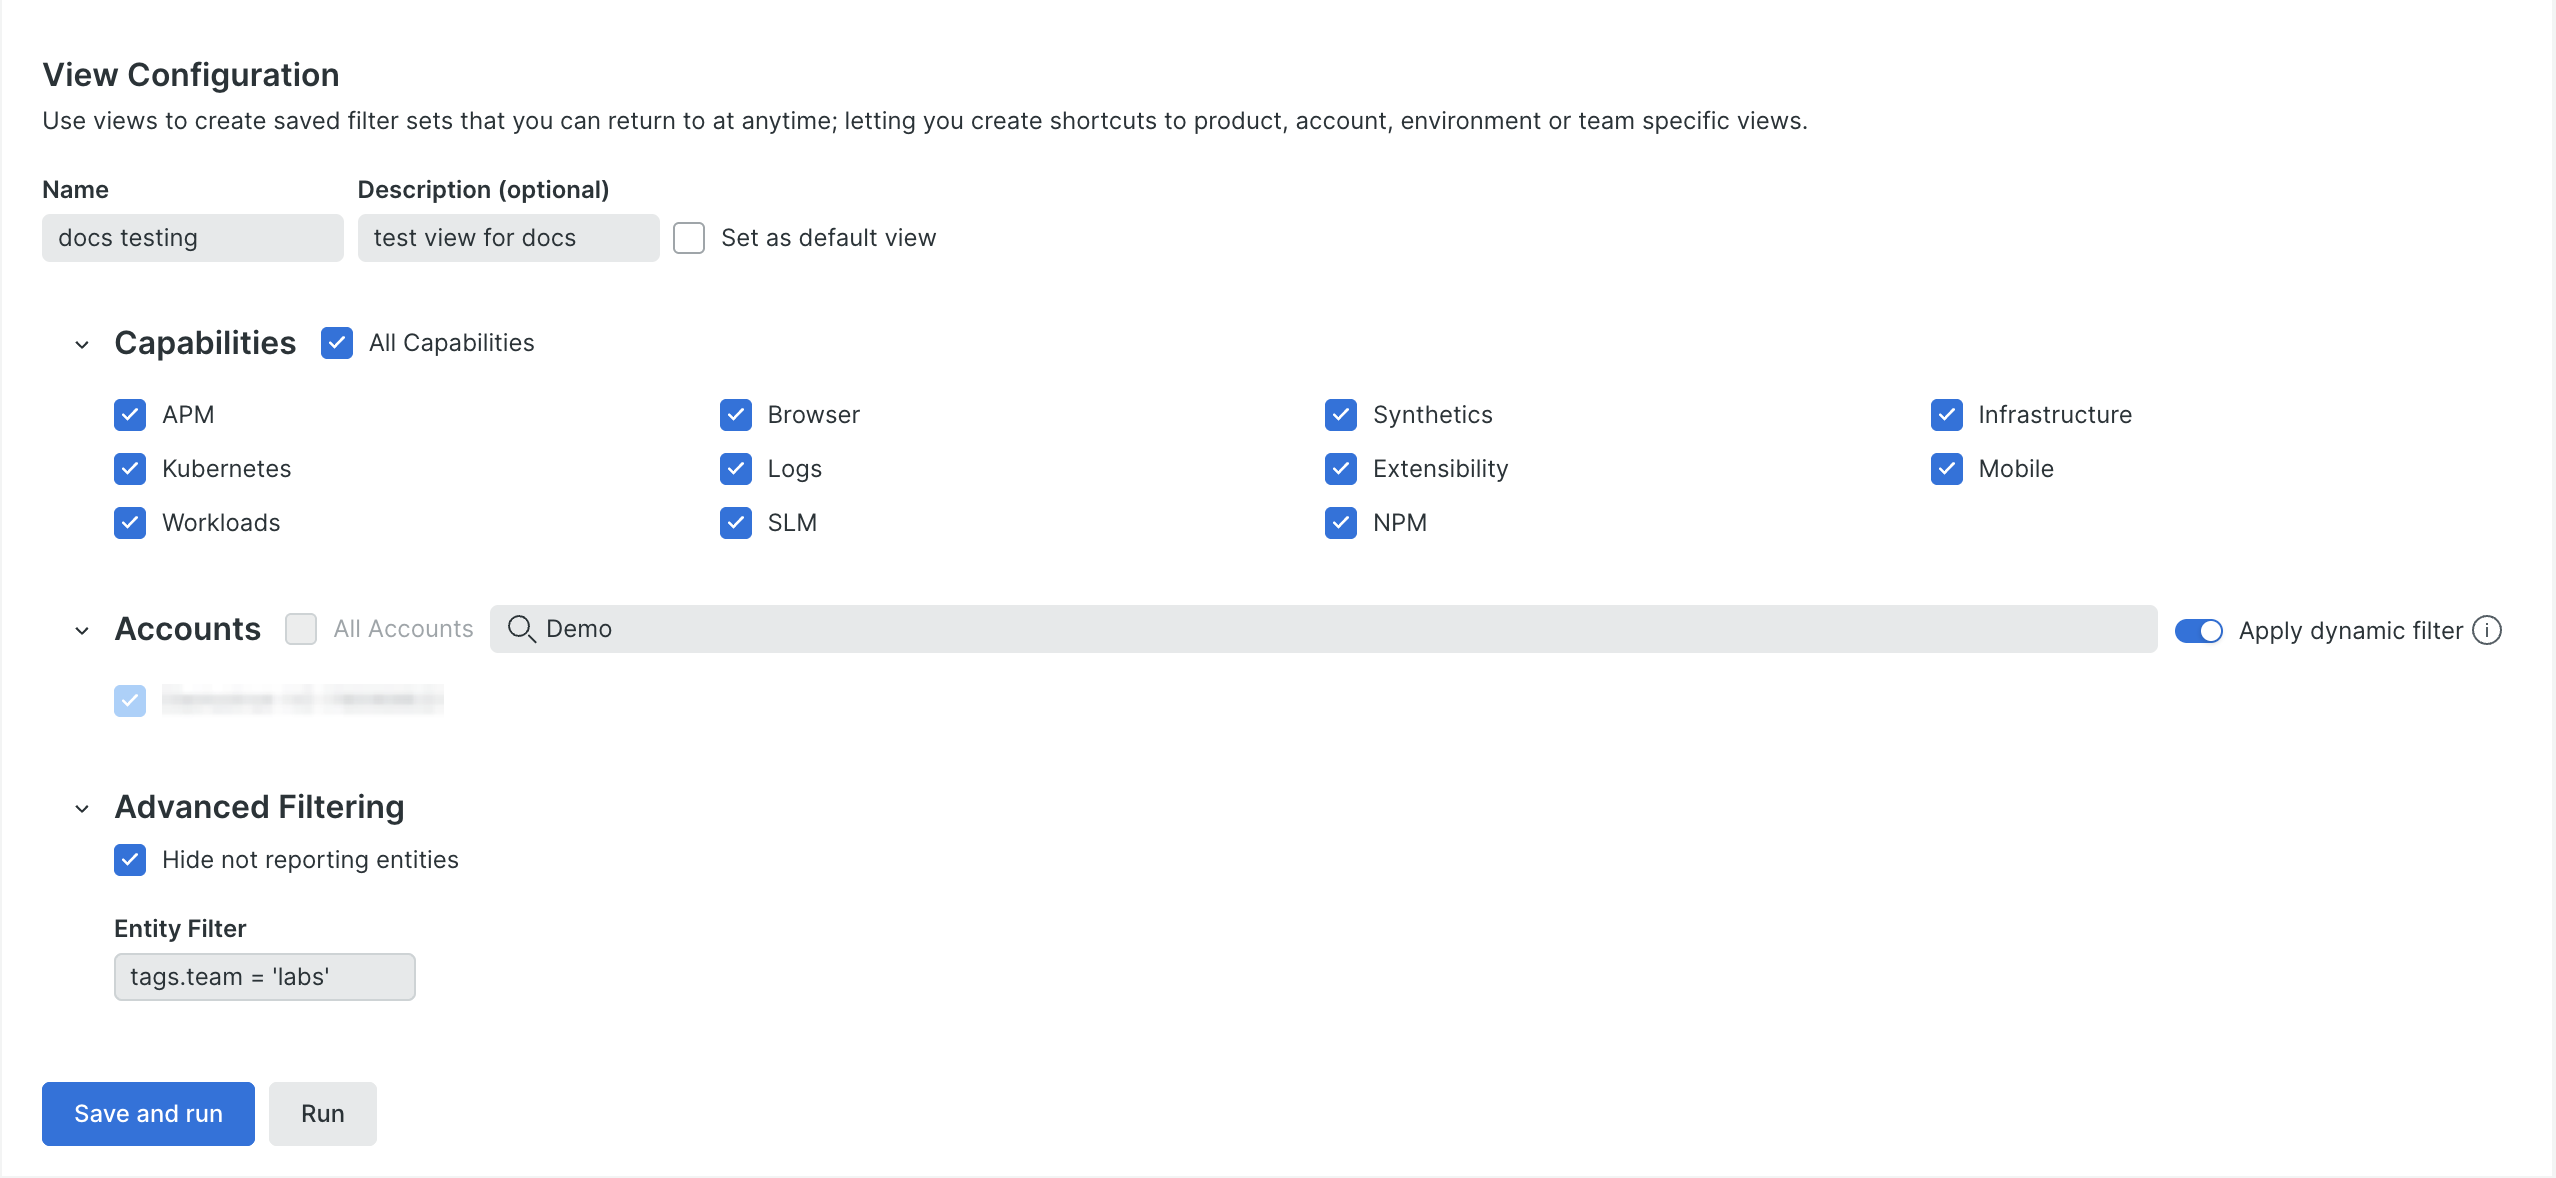 View Configuration
Use views to create saved filter sets that you can return to at anytime; letting you create shortcuts to product, account, environment or team specific views.
Name Description (optional)
docs testing test view for docs Set as default view
Capabilities All Capabilities
APM Browser Synthetics Infrastructure
Kubernetes Logs Extensibility Mobile
Workloads SLM NPM
Accounts All Accounts Demo Apply dynamic filter
Advanced Filtering
Hide not reporting entities
Entity Filter
tags.team = 'labs'
Save and run Run